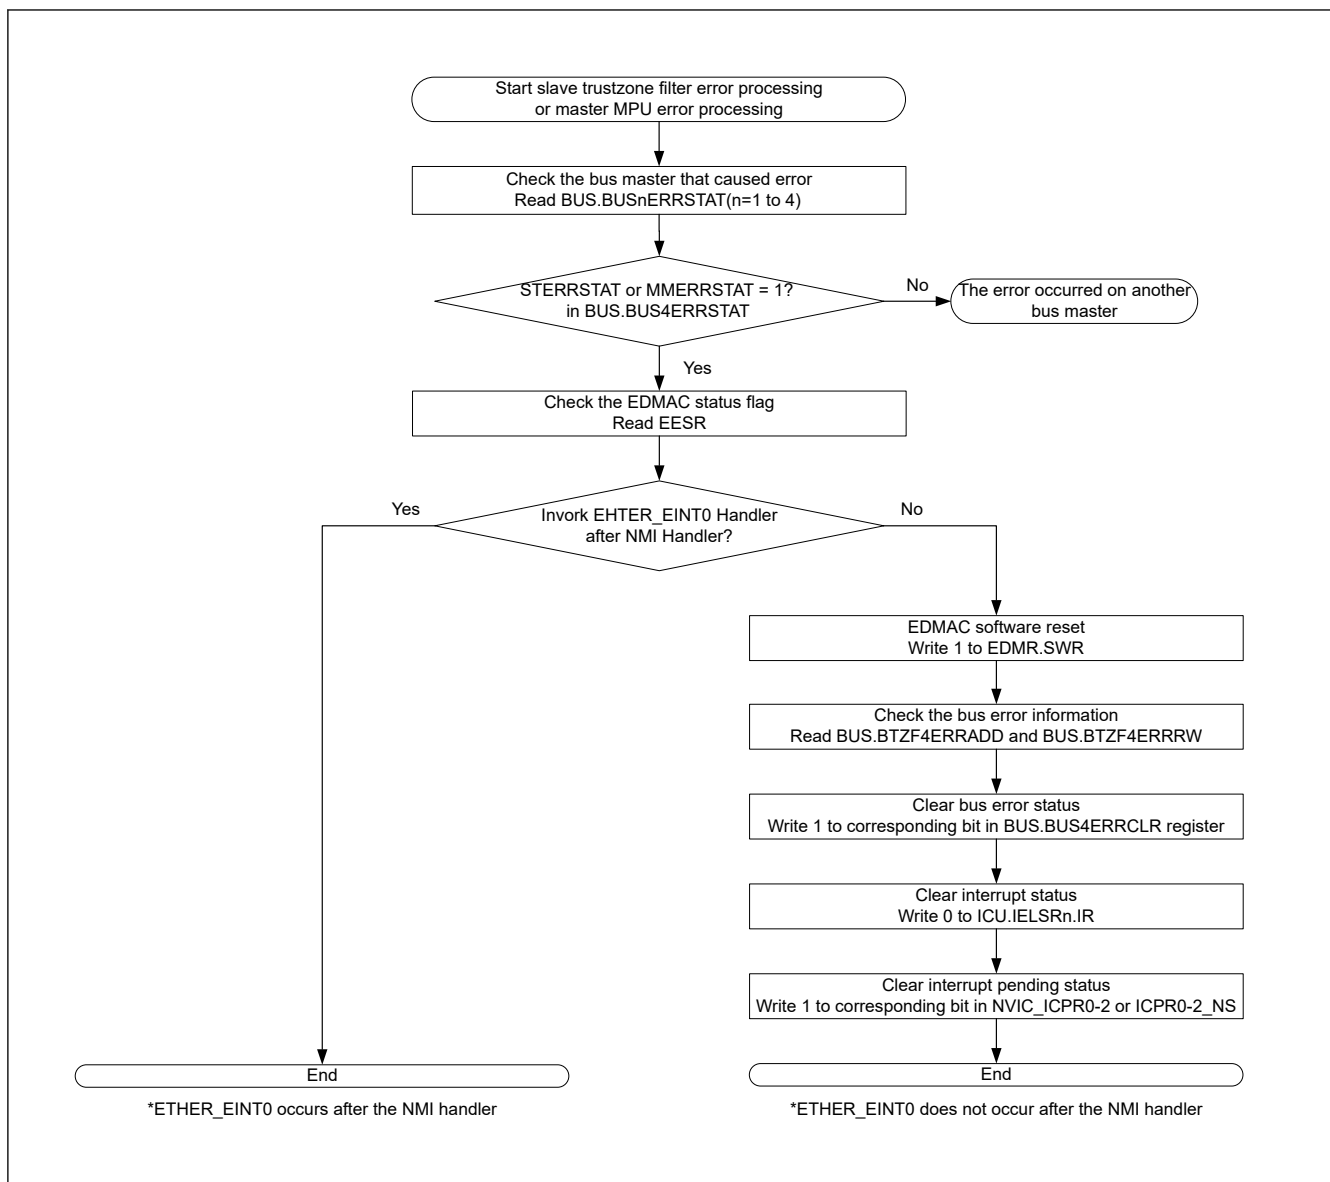 Start slave trustzone filter error processing
or master MPU error processing
Check the bus master that caused error
Read BUS.BUSnERRSTAT(n=1 to 4)
STERRSTAT or MMERRSTAT = 1?
in BUS.BUS4ERRSTAT
No
The error occurred on another
bus master
Yes
Check the EDMAC status flag
Read EESR
Yes
Invork EHTER_EINT0 Handler
after NMI Handler?
No
EDMAC software reset
Write 1 to EDMR.SWR
Check the bus error information
Read BUS.BTZF4ERRADD and BUS.BTZF4ERRRW
Clear bus error status
Write 1 to corresponding bit in BUS.BUS4ERRCLR register
Clear interrupt status
Write 0 to ICU.IELSRn.IR
Clear interrupt pending status
Write 1 to corresponding bit in NVIC_ICPR0-2 or ICPR0-2_NS
End
End
*ETHER_EINT0 occurs after the NMI handler
*ETHER_EINT0 does not occur after the NMI handler